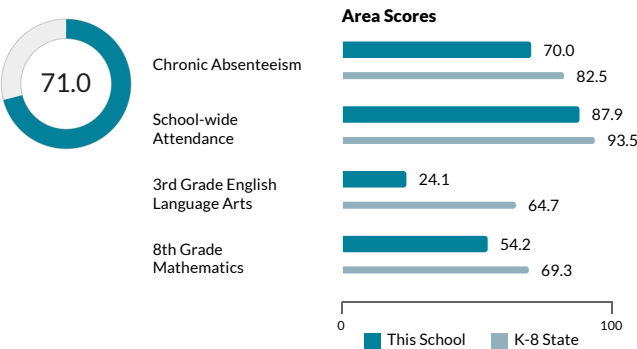 Area Scores
71.0
Chronic Absenteeism
70.0
82.5
School-wide
Attendance
87.9
93.5
3rd Grade English
Language Arts
24.1
64.7
8th Grade
Mathematics
54.2
69.3
0 100
This School K-8 State